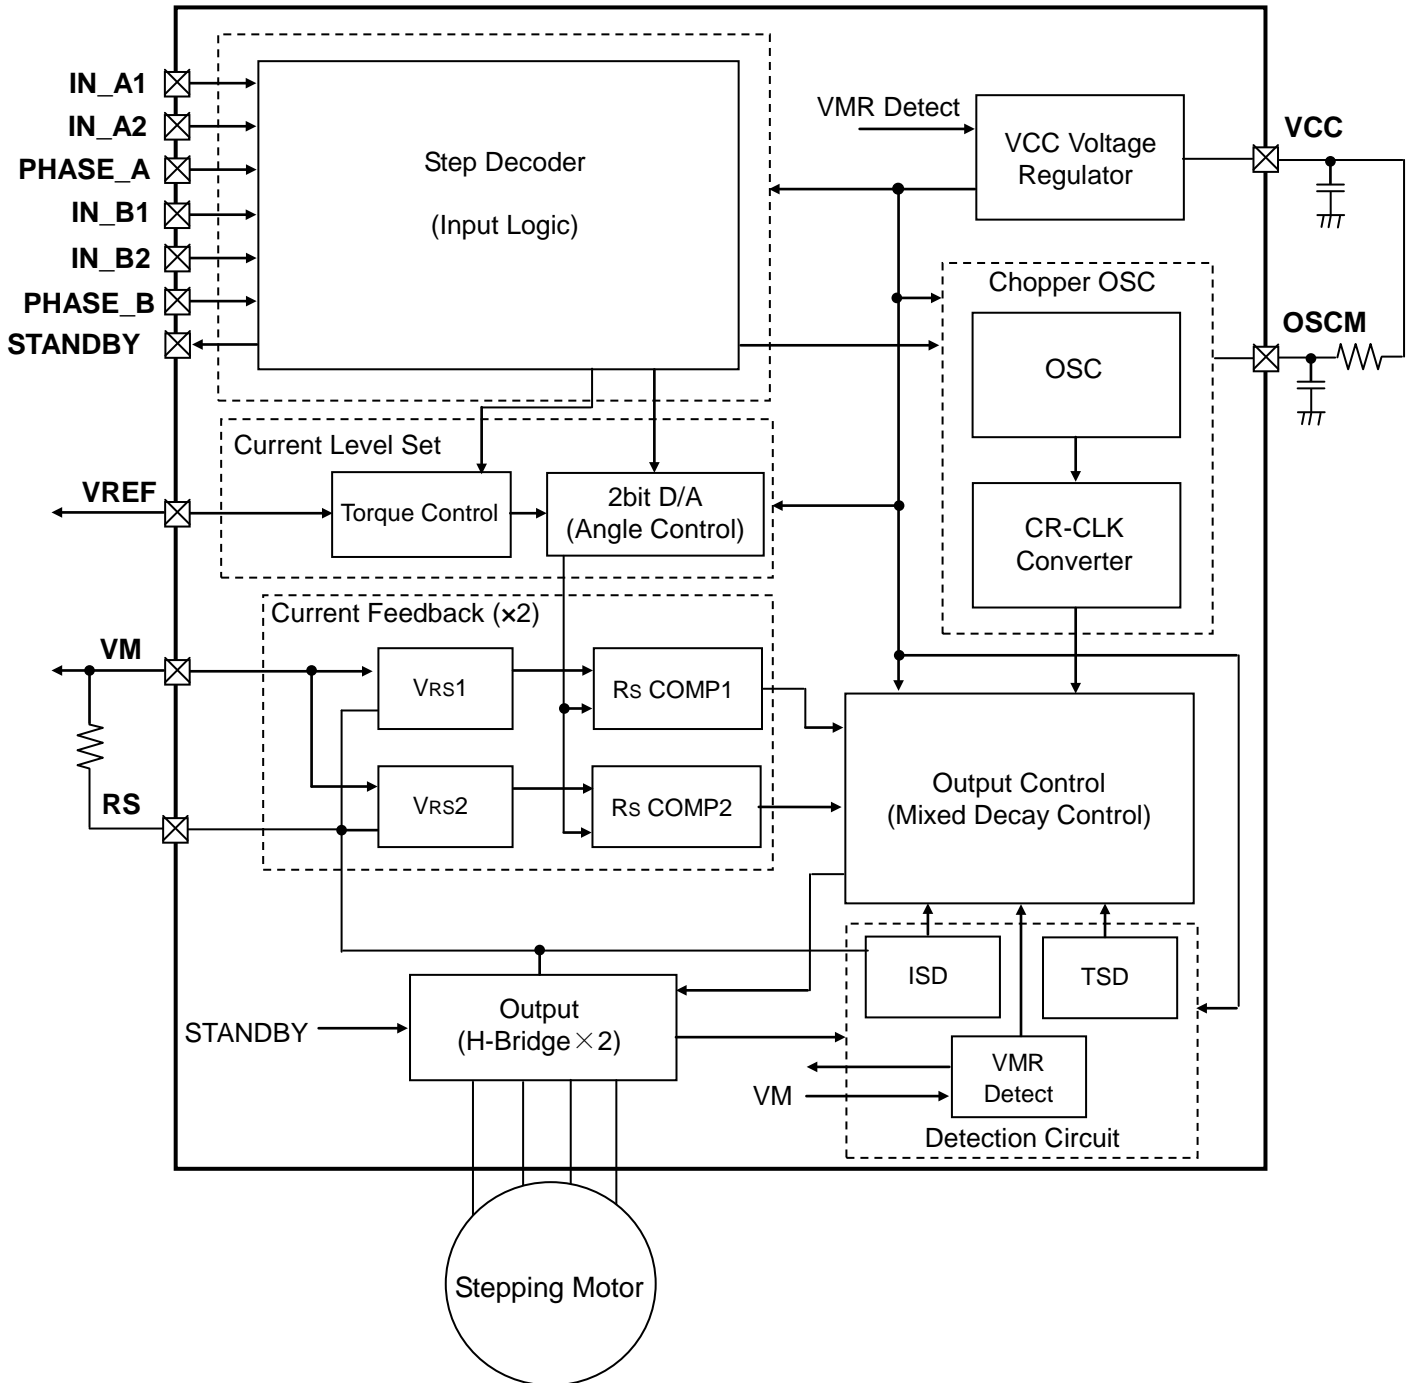 IN_A1
IN_A2
PHASE_A
IN_B1
IN_B2
PHASE_B
STANDBY
Step Decoder
(Input Logic)
VMR Detect
VCC Voltage
Regulator
VCC
Chopper OSC
OSC
OSCM
CR-CLK
Converter
Current Level Set
VREF
Torque Control
2bit D/A
(Angle Control)
Current Feedback (×2)
VM
VRS1
RS COMP1
VRS2
RS COMP2
RS
Output Control
(Mixed Decay Control)
ISD
TSD
STANDBY
Output
(H-Bridge×2)
VMR
Detect
VM
Detection Circuit
Stepping Motor